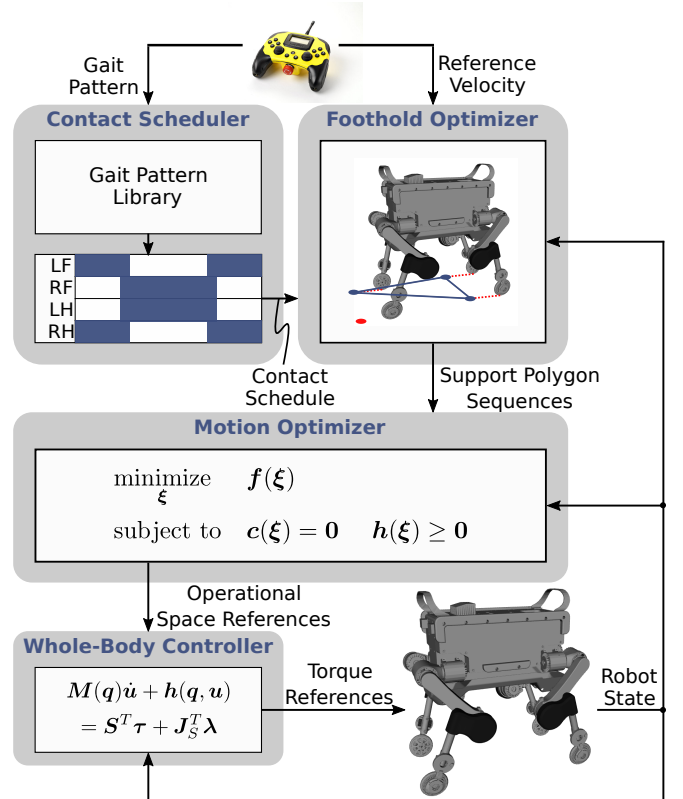 Gait
Pattern
Reference
Velocity
Contact Scheduler
Foothold Optimizer
Gait Pattern
Library
LF
RF
LH
RH
Contact
Schedule
Support Polygon
Sequences
Motion Optimizer
minimize f(ξ)
ξ
subject to c(ξ) = 0 h(ξ) ≥ 0
Operational
Space References
Whole-Body Controller
M(q)u̇ + h(q, u)
= S^T τ + J_S^T λ
Torque
References
Robot
State